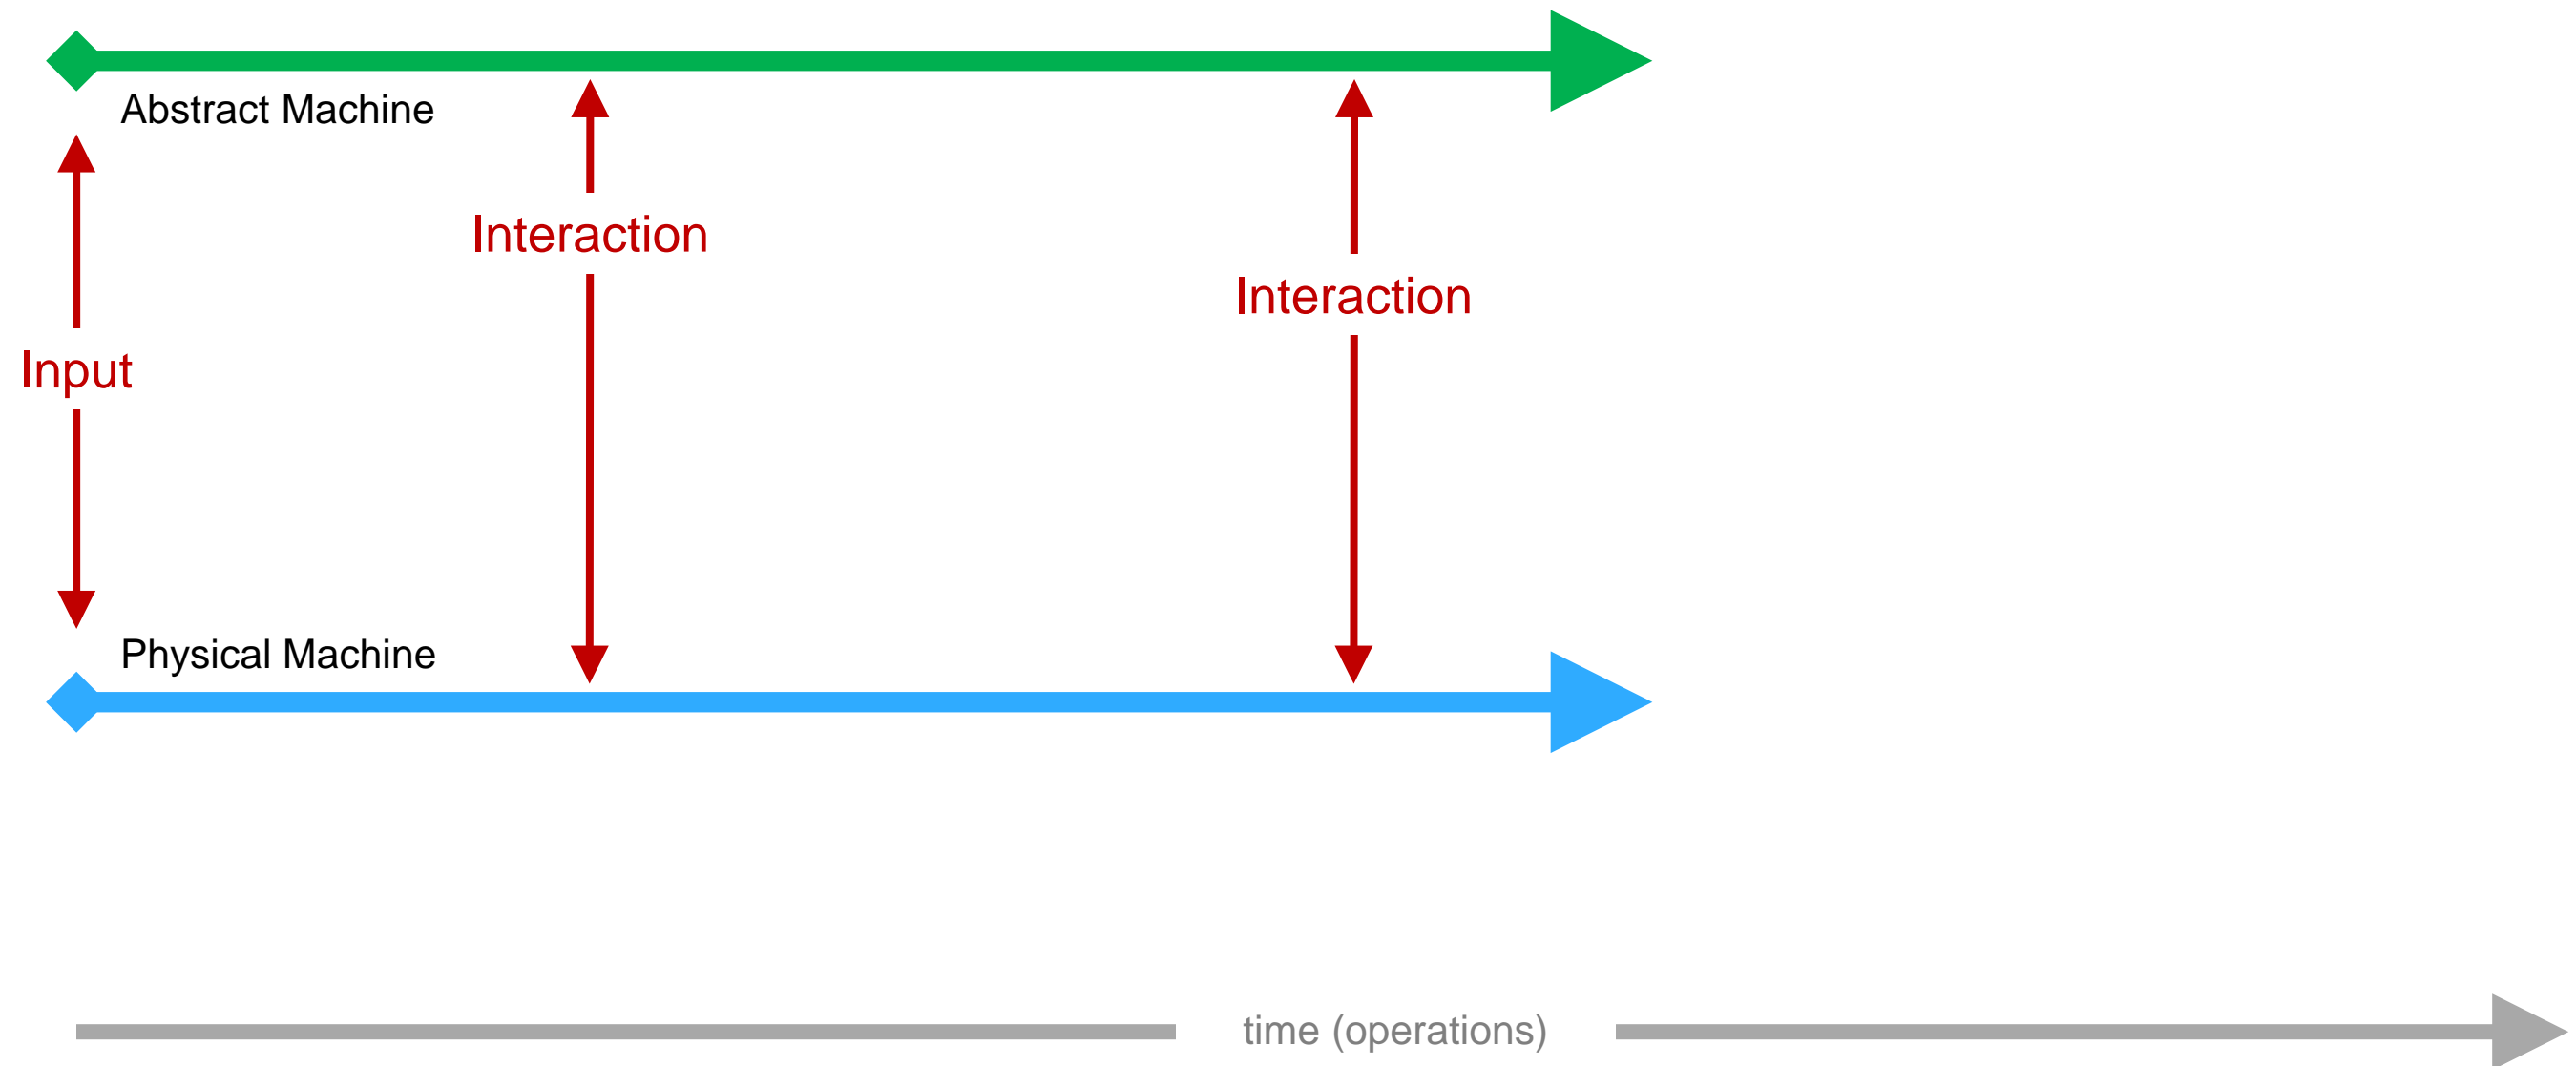 Abstract Machine
Interaction
Interaction
Input
Physical Machine
time (operations)